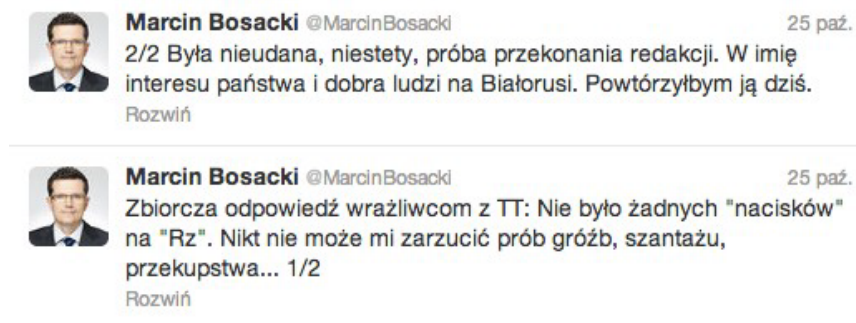 Marcin Bosacki @MarcinBosacki 25 paź.
2/2 Była nieudana, niestety, próba przekonania redakcji. W imię
interesu państwa i dobra ludzi na Białorusi. Powtórzyłbym ją dziś.
Rozwiń
Marcin Bosacki @MarcinBosacki 25 paź.
Zbiorcza odpowiedź wrażliwcom z TT: Nie było żadnych "nacisków"
na "Rz". Nikt nie może mi zarzucić prób gróźb, szantażu,
przekupstwa... 1/2
Rozwiń